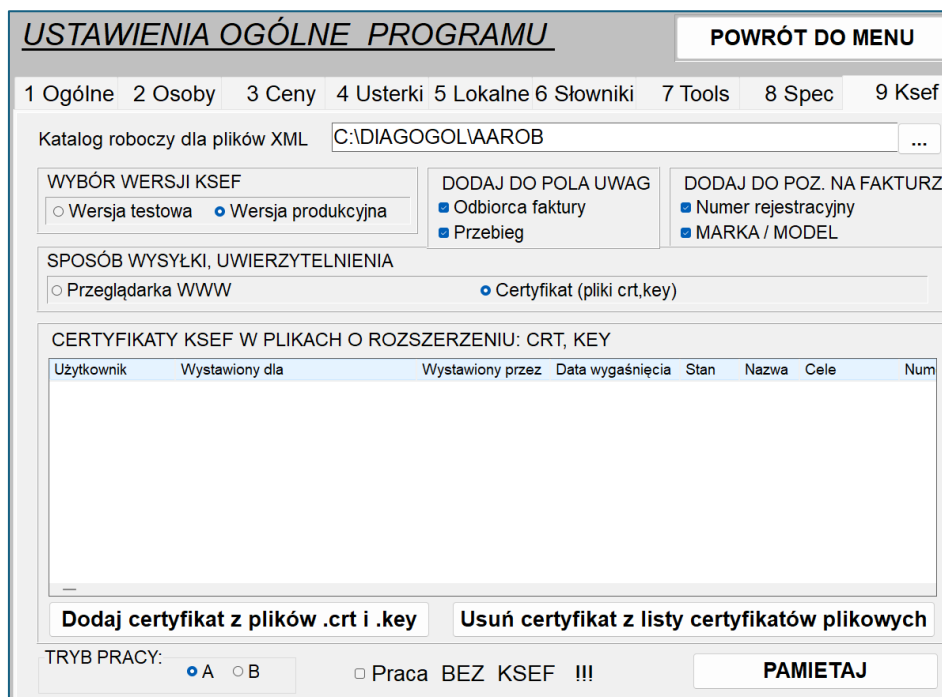 USTAWIENIA OGÓLNE PROGRAMU
POWRÓT DO MENU
1 Ogólne 2 Osoby 3 Ceny 4 Usterki 5 Lokalne 6 Słowniki 7 Tools 8 Spec 9 Ksef
Katalog roboczy dla plików XML C:\DIAGOGOL\AAROB ...
WYBÓR WERSJI KSEF
Wersja testowa Wersja produkcyjna
DODAJ DO POLA UWAG
Odbiorca faktury
Przebieg
DODAJ DO POZ. NA FAKTURZ
Numer rejestracyjny
MARKA / MODEL
SPOSÓB WYSYŁKI, UWIERZYTELNIENIA
Przeglądarka WWW Certyfikat (pliki crt,key)
CERTYFIKATY KSEF W PLIKACH O ROZSZERZENIU: CRT, KEY
Użytkownik Wystawiony dla Wystawiony przez Data wygaśnięcia Stan Nazwa Cele Num
Dodaj certyfikat z plików .crt i .key Usuń certyfikat z listy certyfikatów plikowych
TRYB PRACY:
A B
Praca BEZ KSEF !!!
PAMIETAJ